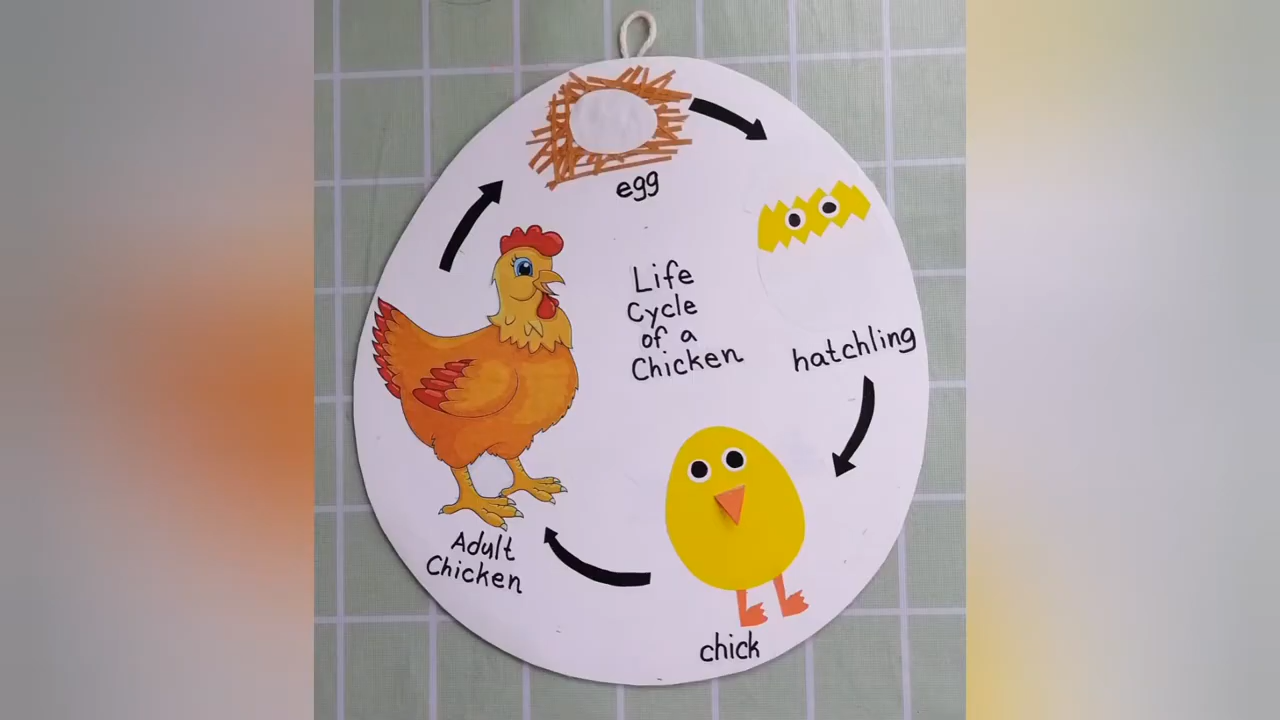 egg
Life
Cycle
of a
Chicken
hatchling
chick
Adult
Chicken